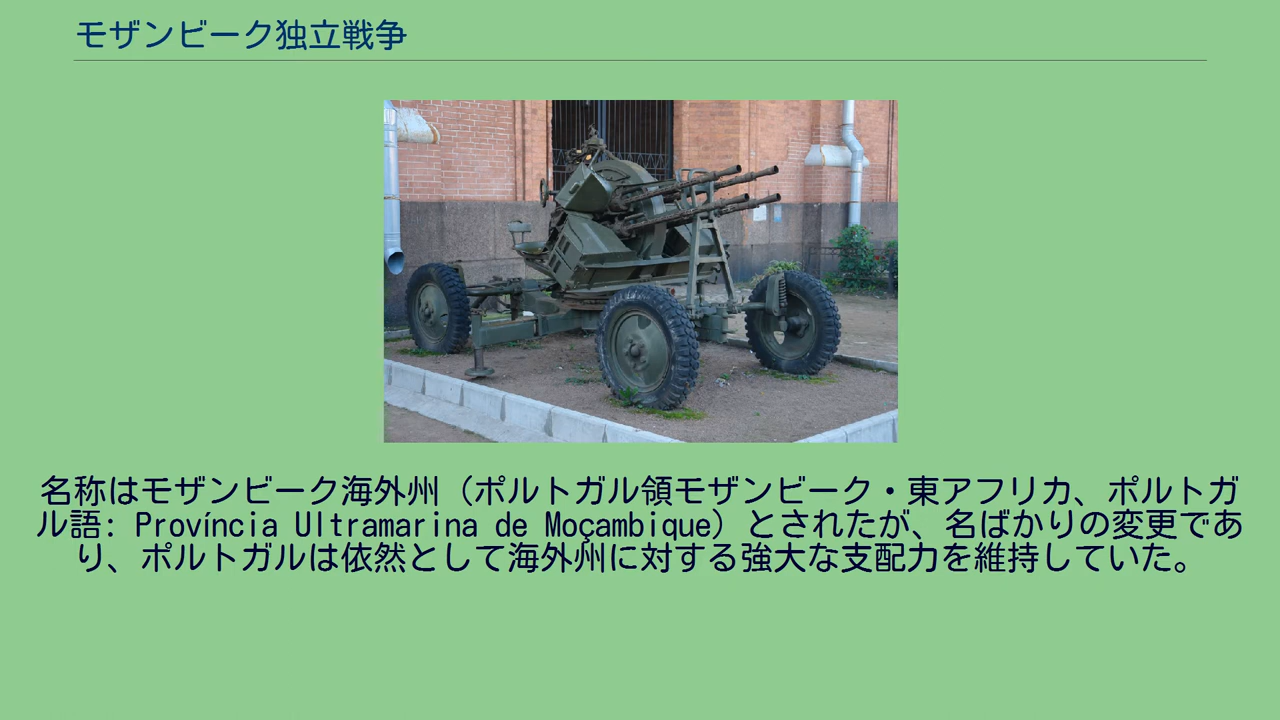 モザンビーク独立戦争
名称はモザンビーク海外州（ポルトガル領モザンビーク・東アフリカ、ポルトガ
ル語: Província Ultramarina de Moçambique）とされたが、名ばかりの変更であ
り、ポルトガルは依然として海外州に対する強大な支配力を維持していた。